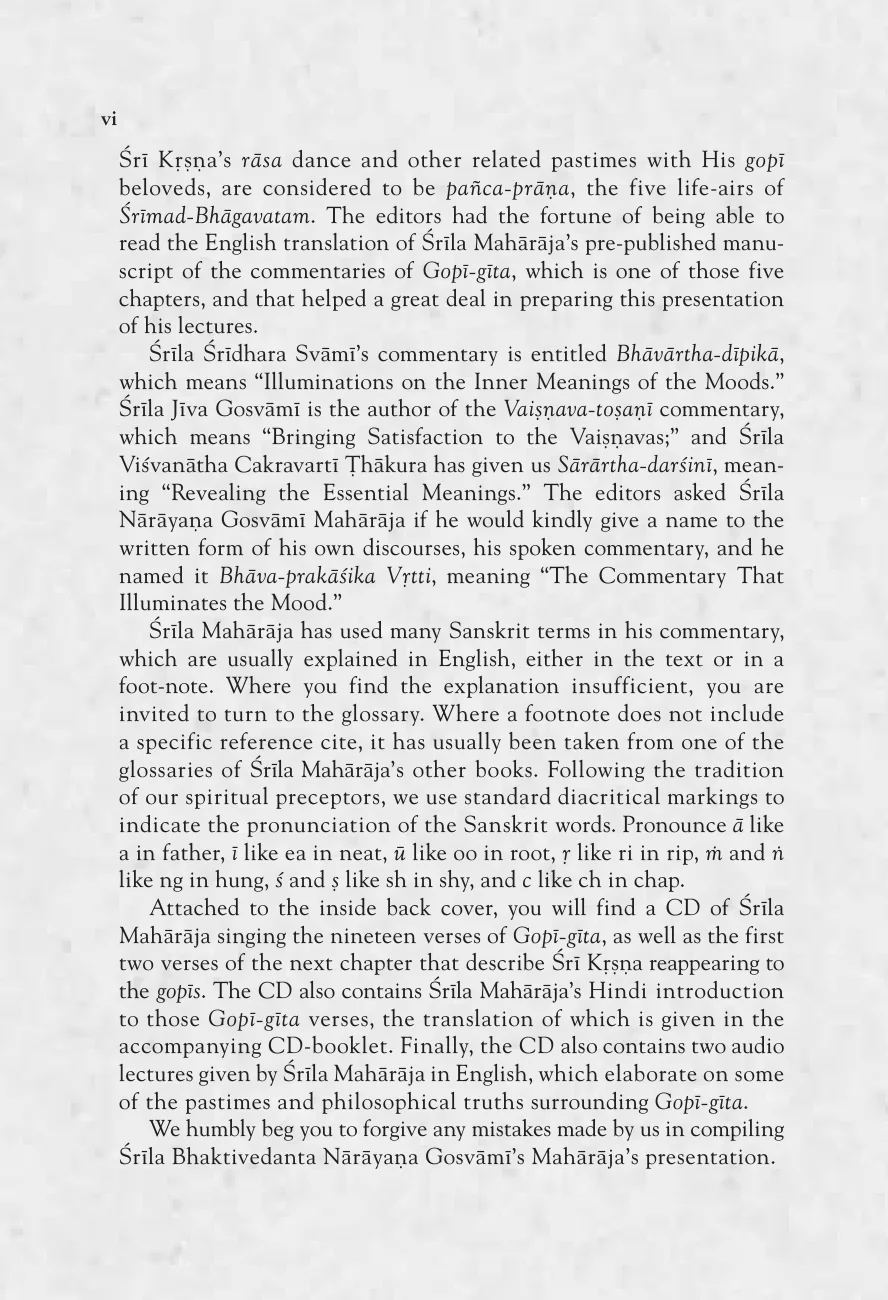 vi
Śrī Kṛṣṇa’s rāsa dance and other related pastimes with His gopī
beloveds, are considered to be pañca-prāṇa, the five life-airs of
Śrīmad-Bhāgavatam. The editors had the fortune of being able to
read the English translation of Śrīla Mahārāja’s pre-published manu-
script of the commentaries of Gopī-gīta, which is one of those five
chapters, and that helped a great deal in preparing this presentation
of his lectures.
Śrīla Śrīdhara Svāmī’s commentary is entitled Bhāvārtha-dīpikā,
which means “Illuminations on the Inner Meanings of the Moods.”
Śrīla Jīva Gosvāmī is the author of the Vaiṣṇava-toṣaṇī commentary,
which means “Bringing Satisfaction to the Vaiṣṇavas;” and Śrīla
Viśvanātha Cakravartī Ṭhākura has given us Sārārtha-darśinī, mean-
ing “Revealing the Essential Meanings.” The editors asked Śrīla
Nārāyaṇa Gosvāmī Mahārāja if he would kindly give a name to the
written form of his own discourses, his spoken commentary, and he
named it Bhāva-prakāśika Vṛtti, meaning “The Commentary That
Illuminates the Mood.”
Śrīla Mahārāja has used many Sanskrit terms in his commentary,
which are usually explained in English, either in the text or in a
foot-note. Where you find the explanation insufficient, you are
invited to turn to the glossary. Where a footnote does not include
a specific reference cite, it has usually been taken from one of the
glossaries of Śrīla Mahārāja’s other books. Following the tradition
of our spiritual preceptors, we use standard diacritical markings to
indicate the pronunciation of the Sanskrit words. Pronounce ā like
a in father, ī like ea in neat, ū like oo in root, ṛ like ri in rip, ṁ and ṅ
like ng in hung, ś and ṣ like sh in shy, and c like ch in chap.
Attached to the inside back cover, you will find a CD of Śrīla
Mahārāja singing the nineteen verses of Gopī-gīta, as well as the first
two verses of the next chapter that describe Śrī Kṛṣṇa reappearing to
the gopīs. The CD also contains Śrīla Mahārāja’s Hindi introduction
to those Gopī-gīta verses, the translation of which is given in the
accompanying CD-booklet. Finally, the CD also contains two audio
lectures given by Śrīla Mahārāja in English, which elaborate on some
of the pastimes and philosophical truths surrounding Gopī-gīta.
We humbly beg you to forgive any mistakes made by us in compiling
Śrīla Bhaktivedanta Nārāyaṇa Gosvāmī’s Mahārāja’s presentation.